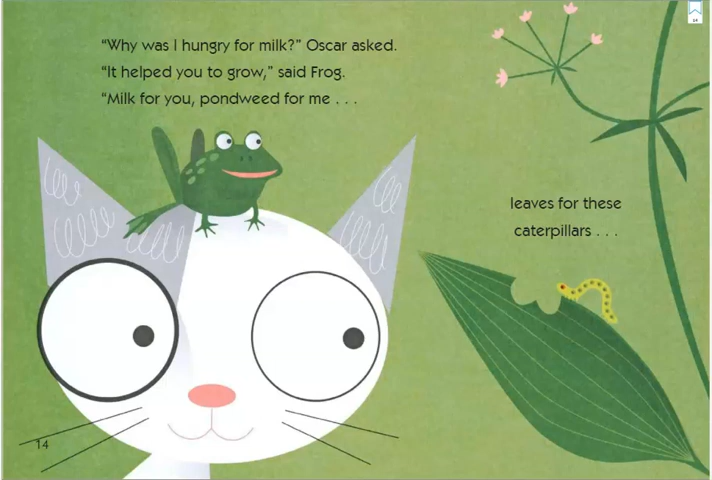 “Why was I hungry for milk?” Oscar asked.
“It helped you to grow,” said Frog.
“Milk for you, pondweed for me . . .
leaves for these
caterpillars . . .
14
14